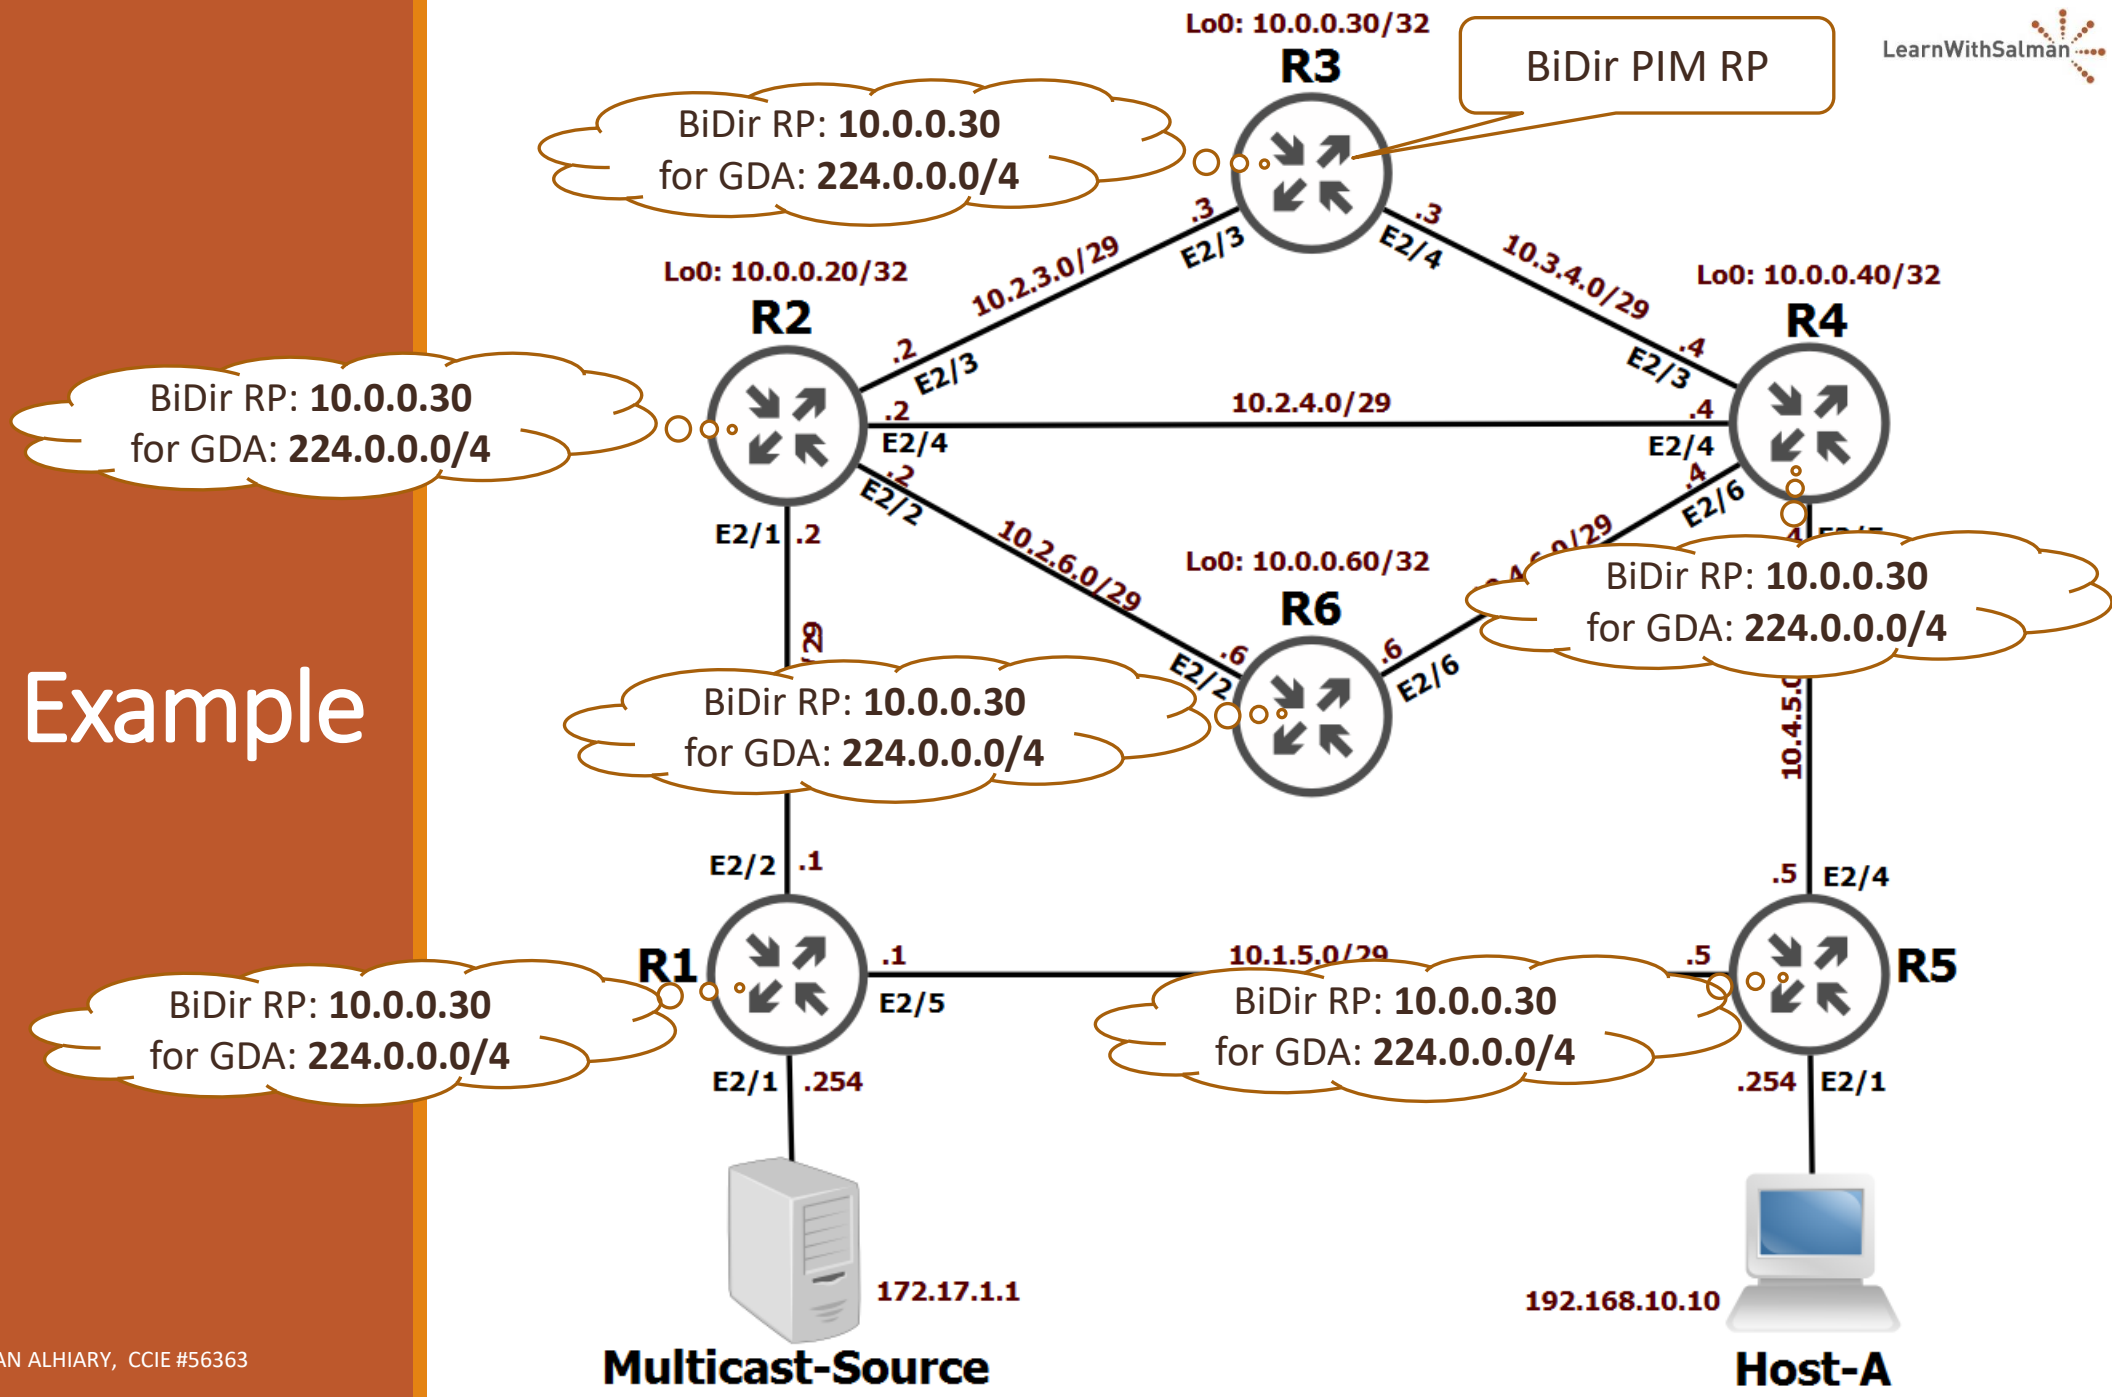 Lo0: 10.0.0.30/32
R3
BiDir PIM RP
LearnWithSalman
BiDir RP: 10.0.0.30
for GDA: 224.0.0.0/4
.3
E2/3
.3
E2/4
10.2.3.0/29
10.3.4.0/29
Lo0: 10.0.0.20/32
R2
Lo0: 10.0.0.40/32
R4
.2
E2/3
.4
E2/3
BiDir RP: 10.0.0.30
for GDA: 224.0.0.0/4
.2
E2/4
10.2.4.0/29
.4
E2/4
.2
E2/2
.4
E2/6
E2/1
.2
10.2.6.0/29
Lo0: 10.0.0.60/32
R6
.6.0/29
4
BiDir RP: 10.0.0.30
for GDA: 224.0.0.0/4
/29
.6
E2/2
.6
E2/6
BiDir RP: 10.0.0.30
for GDA: 224.0.0.0/4
10.4.5.0
Example
E2/2
.1
.5
E2/4
R1
.1
E2/5
10.1.5.0/29
.5
R5
BiDir RP: 10.0.0.30
for GDA: 224.0.0.0/4
BiDir RP: 10.0.0.30
for GDA: 224.0.0.0/4
E2/1
.254
.254
E2/1
172.17.1.1
192.168.10.10
Multicast-Source
Host-A
AN ALHIARY, CCIE #56363